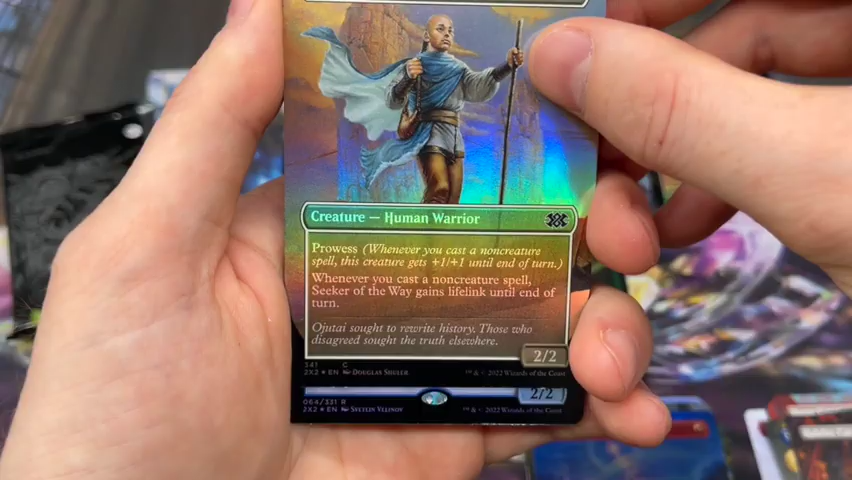 Creature — Human Warrior
Prowess (Whenever you cast a noncreature
spell, this creature gets +1/+1 until end of turn.)
Whenever you cast a noncreature spell,
Seeker of the Way gains lifelink until end of
turn.
Ojutai sought to rewrite history. Those who
disagreed sought the truth elsewhere.
2/2
341 C
2X2 ★ EN Douglas Shuler
™ & © 2022 Wizards of the Coast
2/2
064/331 R
2X2 ★ EN Svetlin Velinov
™ & © 2022 Wizards of the Coast